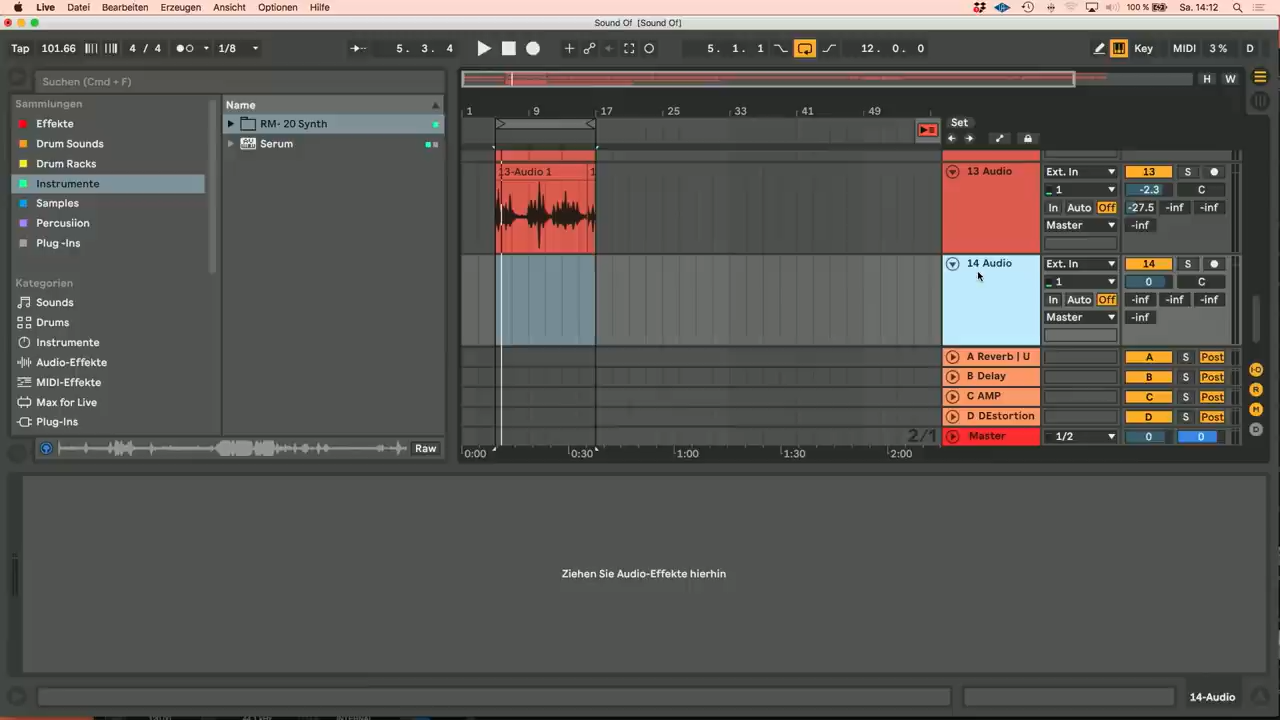 Live Datei Bearbeiten Erzeugen Ansicht Optionen Hilfe 100 % Sa. 14:12
Sound Of [Sound Of]
Tap 101.66 4 / 4 1/8 5. 3. 4 5. 1. 1 12. 0. 0 Key MIDI 3 % D
Suchen (Cmd + F) H W
Sammlungen Name
Effekte RM- 20 Synth
Drum Sounds Serum
Drum Racks
Instrumente
Samples
Percusiion
Plug -Ins
Kategorien
Sounds
Drums
Instrumente
Audio-Effekte
MIDI-Effekte
Max for Live
Plug-Ins
Raw
1 9 17 25 33 41 49
Set
13-Audio 1 1
13 Audio Ext. In 13 S
1 -2.3 C
In Auto Off -27.5 -inf -inf
Master -inf
14 Audio Ext. In 14 S
1 0 C
In Auto Off -inf -inf -inf
Master -inf
A Reverb | U A S Post
B Delay B S Post
C AMP C S Post
D DEstortion D S Post
2/1 Master 1/2 0 0
0:00 0:30 1:00 1:30 2:00
I·O
R
M
D
Ziehen Sie Audio-Effekte hierhin
14-Audio